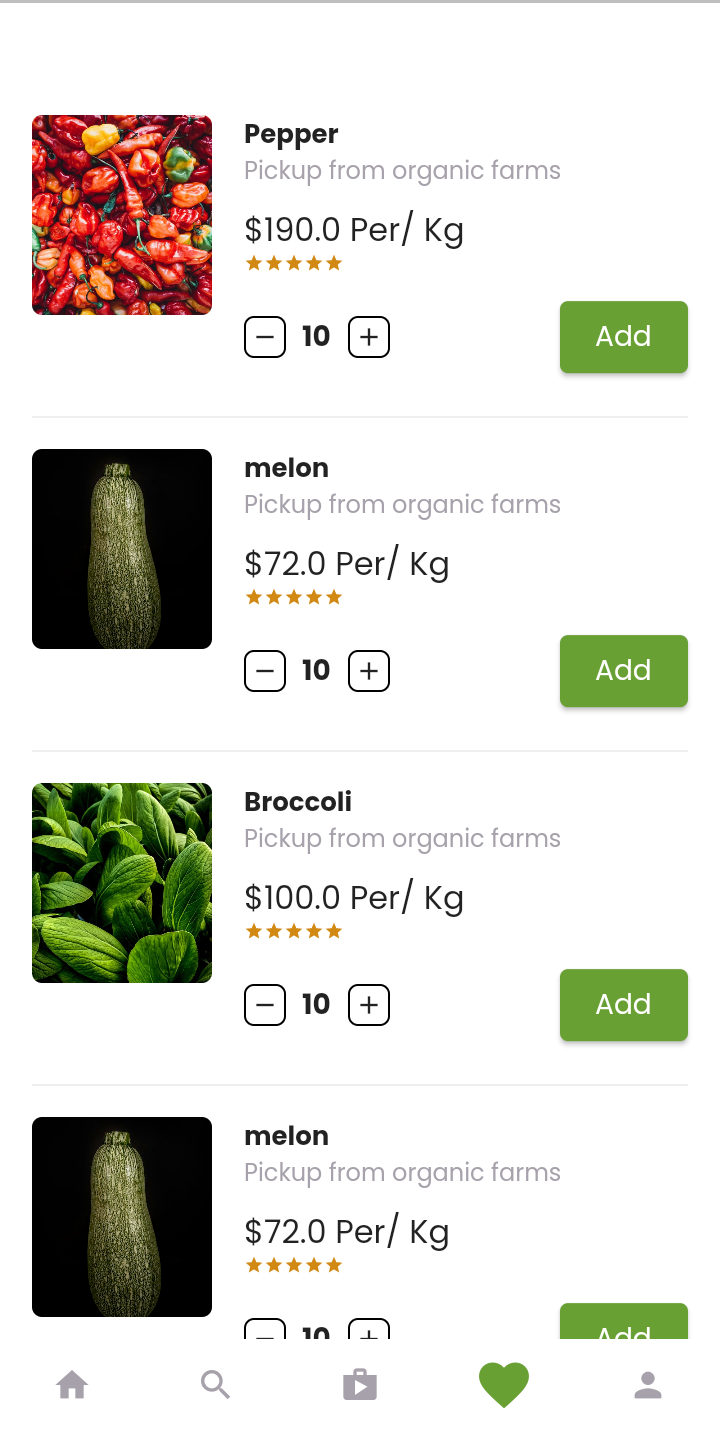 Pepper
Pickup from organic farms
$190.0 Per/ Kg
10
Add
melon
Pickup from organic farms
$72.0 Per/ Kg
10
Add
Broccoli
Pickup from organic farms
$100.0 Per/ Kg
10
Add
melon
Pickup from organic farms
$72.0 Per/ Kg
10
Add